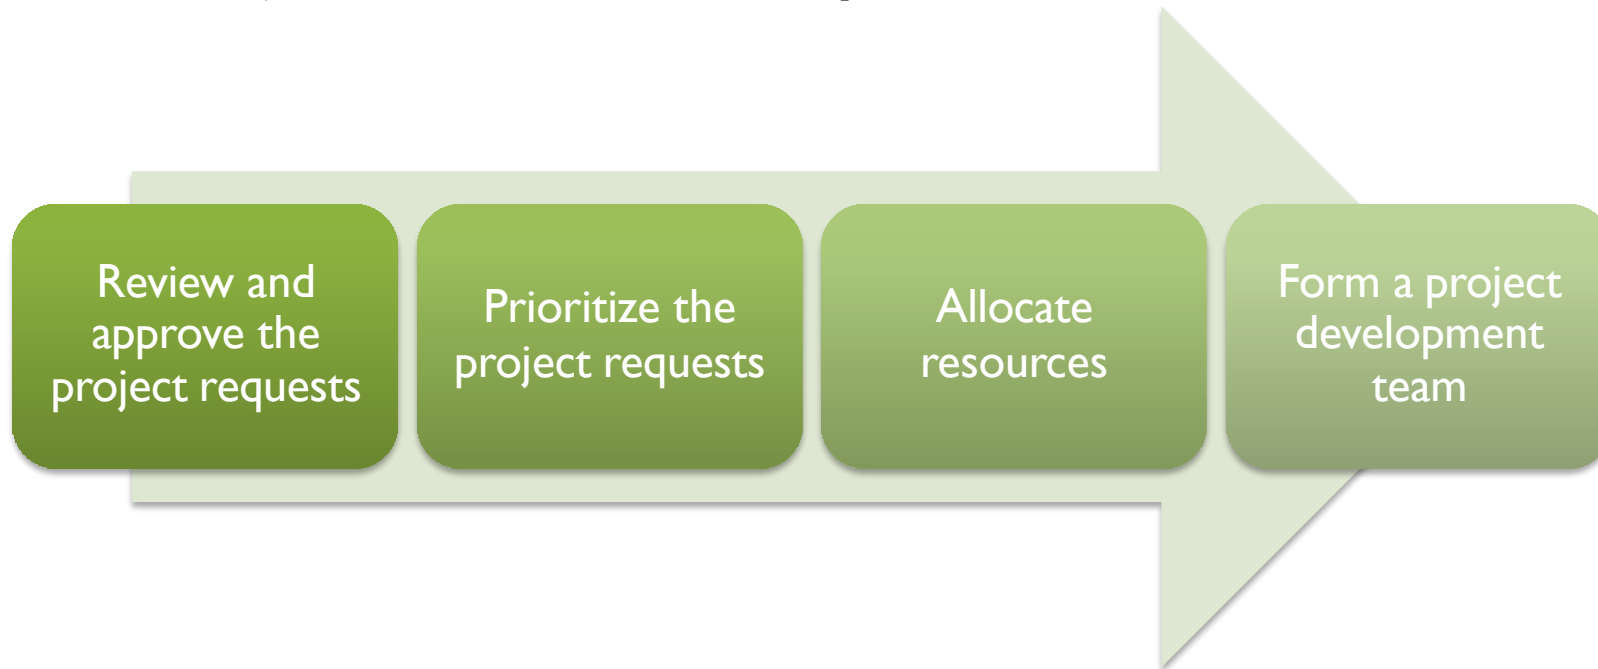 Review and
approve the
project requests
Prioritize the
project requests
Allocate
resources
Form a project
development
team